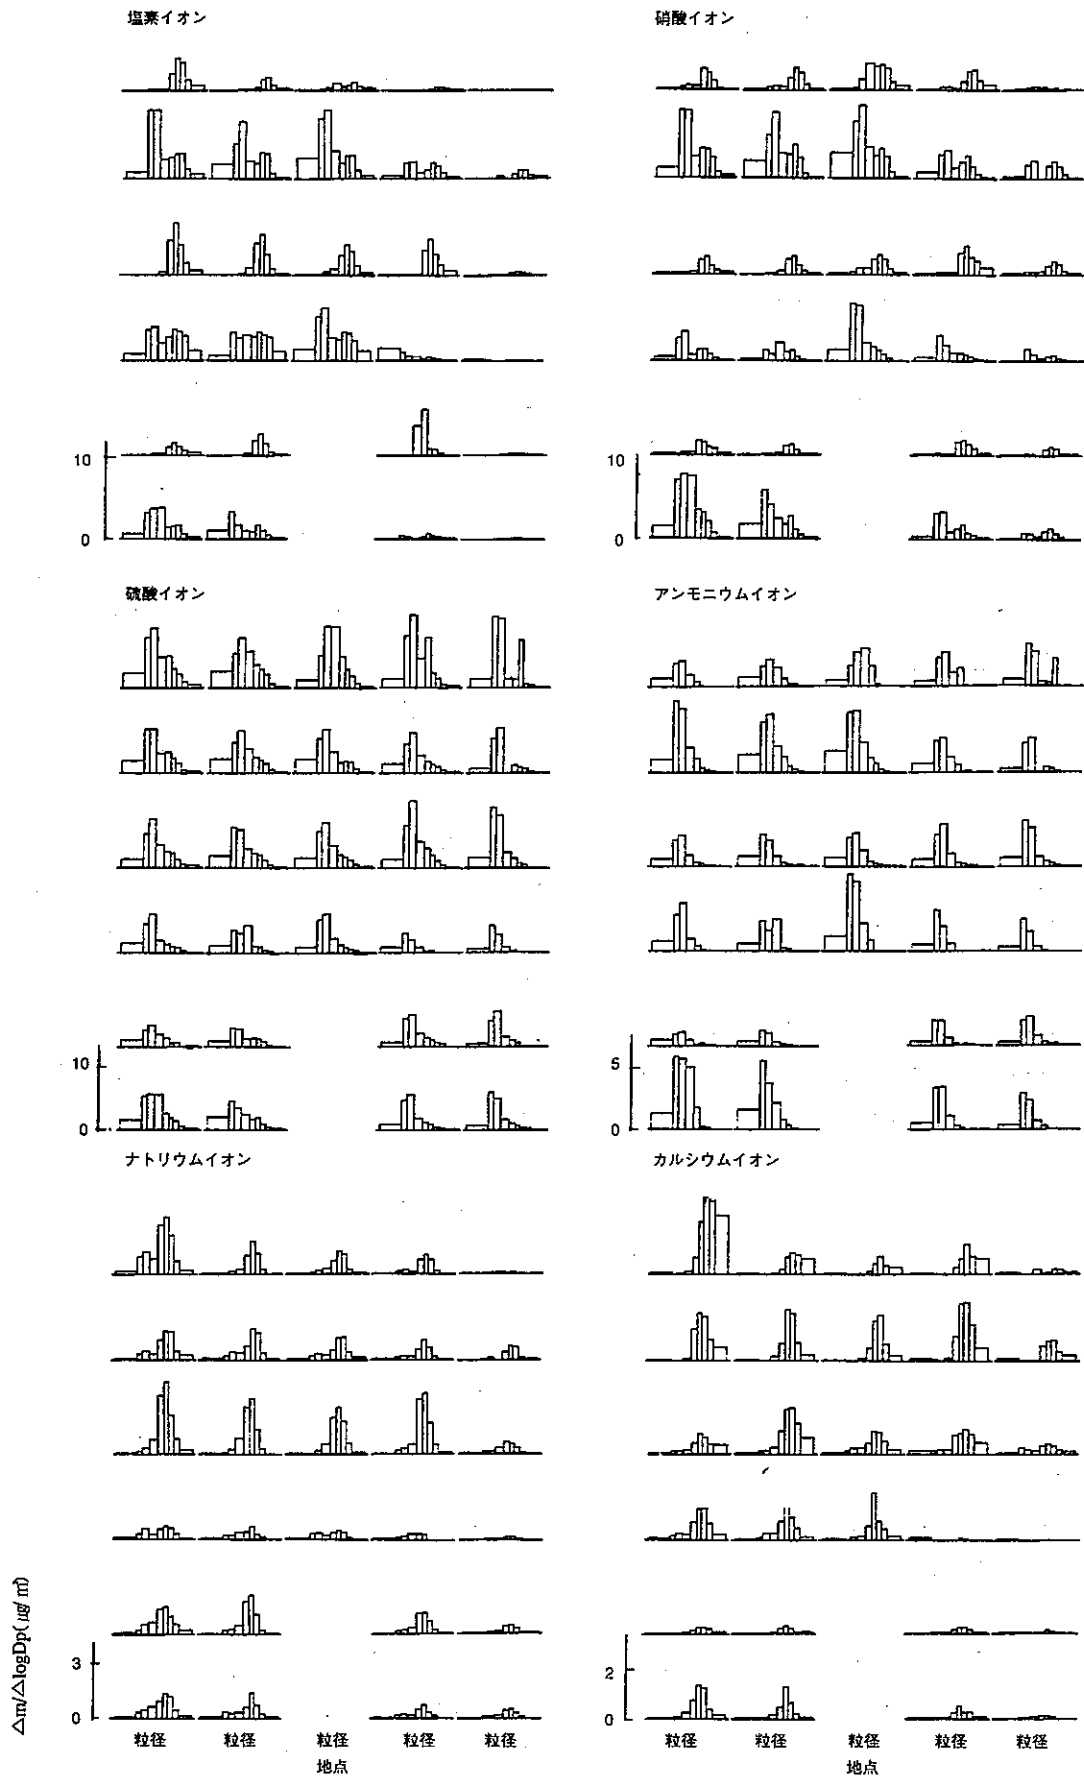 塩素イオン
硝酸イオン
10
0
10
0
硫酸イオン
アンモニウムイオン
10
0
5
0
ナトリウムイオン
カルシウムイオン
△m/△logDp(μg/㎥)
3
0
2
0
粒径 粒径 粒径 粒径 粒径
地点
粒径 粒径 粒径 粒径 粒径
地点